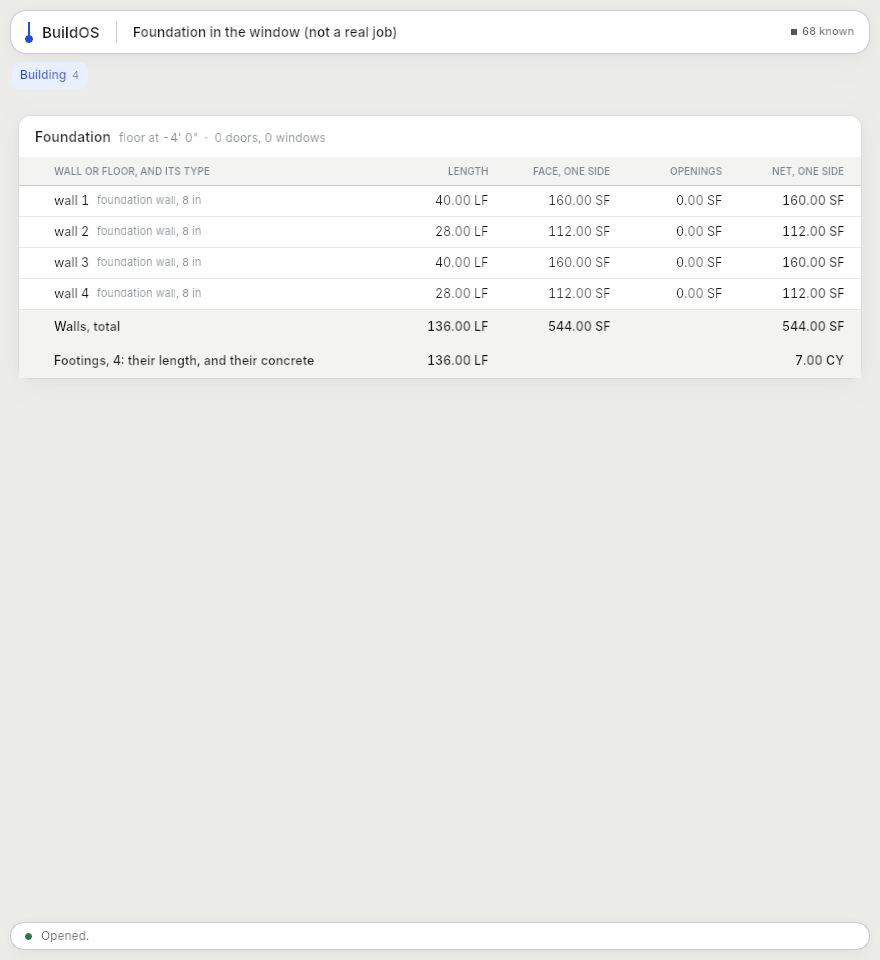 BuildOS Foundation in the window (not a real job) 68 known
Building 4
Foundation floor at -4' 0" · 0 doors, 0 windows
WALL OR FLOOR, AND ITS TYPE LENGTH FACE, ONE SIDE OPENINGS NET, ONE SIDE
wall 1 foundation wall, 8 in 40.00 LF 160.00 SF 0.00 SF 160.00 SF
wall 2 foundation wall, 8 in 28.00 LF 112.00 SF 0.00 SF 112.00 SF
wall 3 foundation wall, 8 in 40.00 LF 160.00 SF 0.00 SF 160.00 SF
wall 4 foundation wall, 8 in 28.00 LF 112.00 SF 0.00 SF 112.00 SF
Walls, total 136.00 LF 544.00 SF 544.00 SF
Footings, 4: their length, and their concrete 136.00 LF 7.00 CY
Opened.